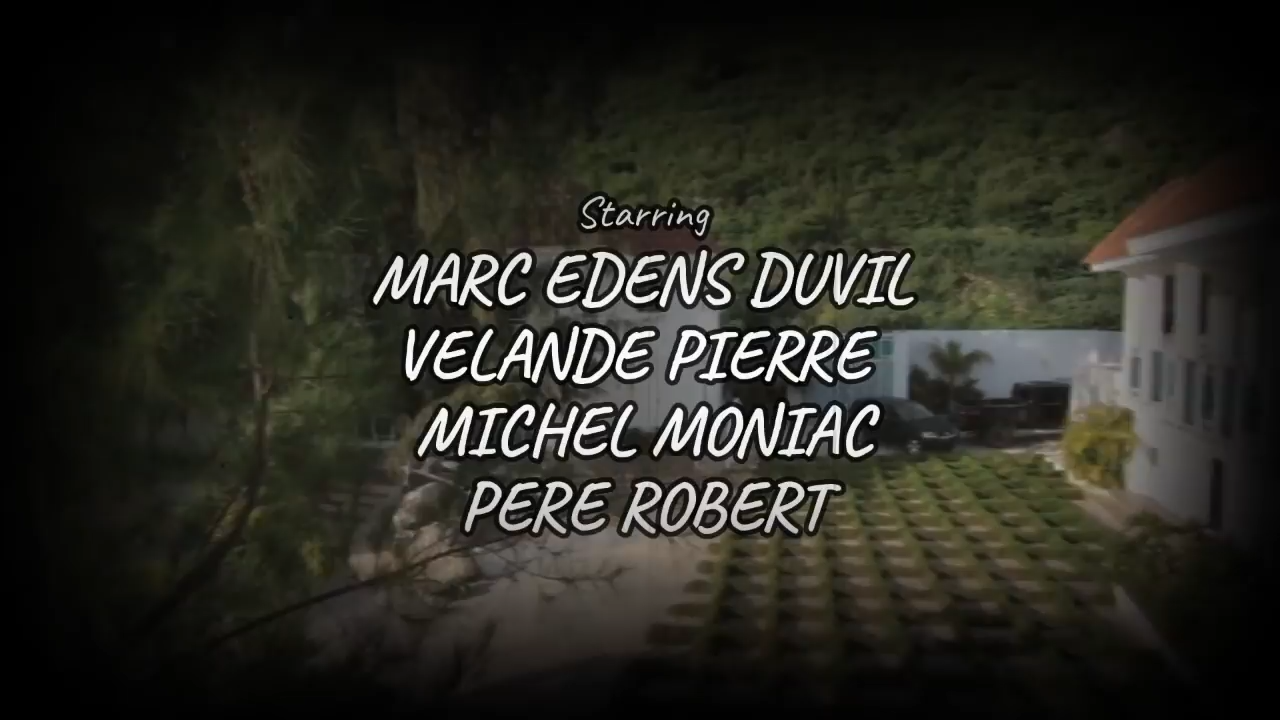 Starring
MARC EDENS DUVIL
VELANDE PIERRE
MICHEL MONIAC
PERE ROBERT